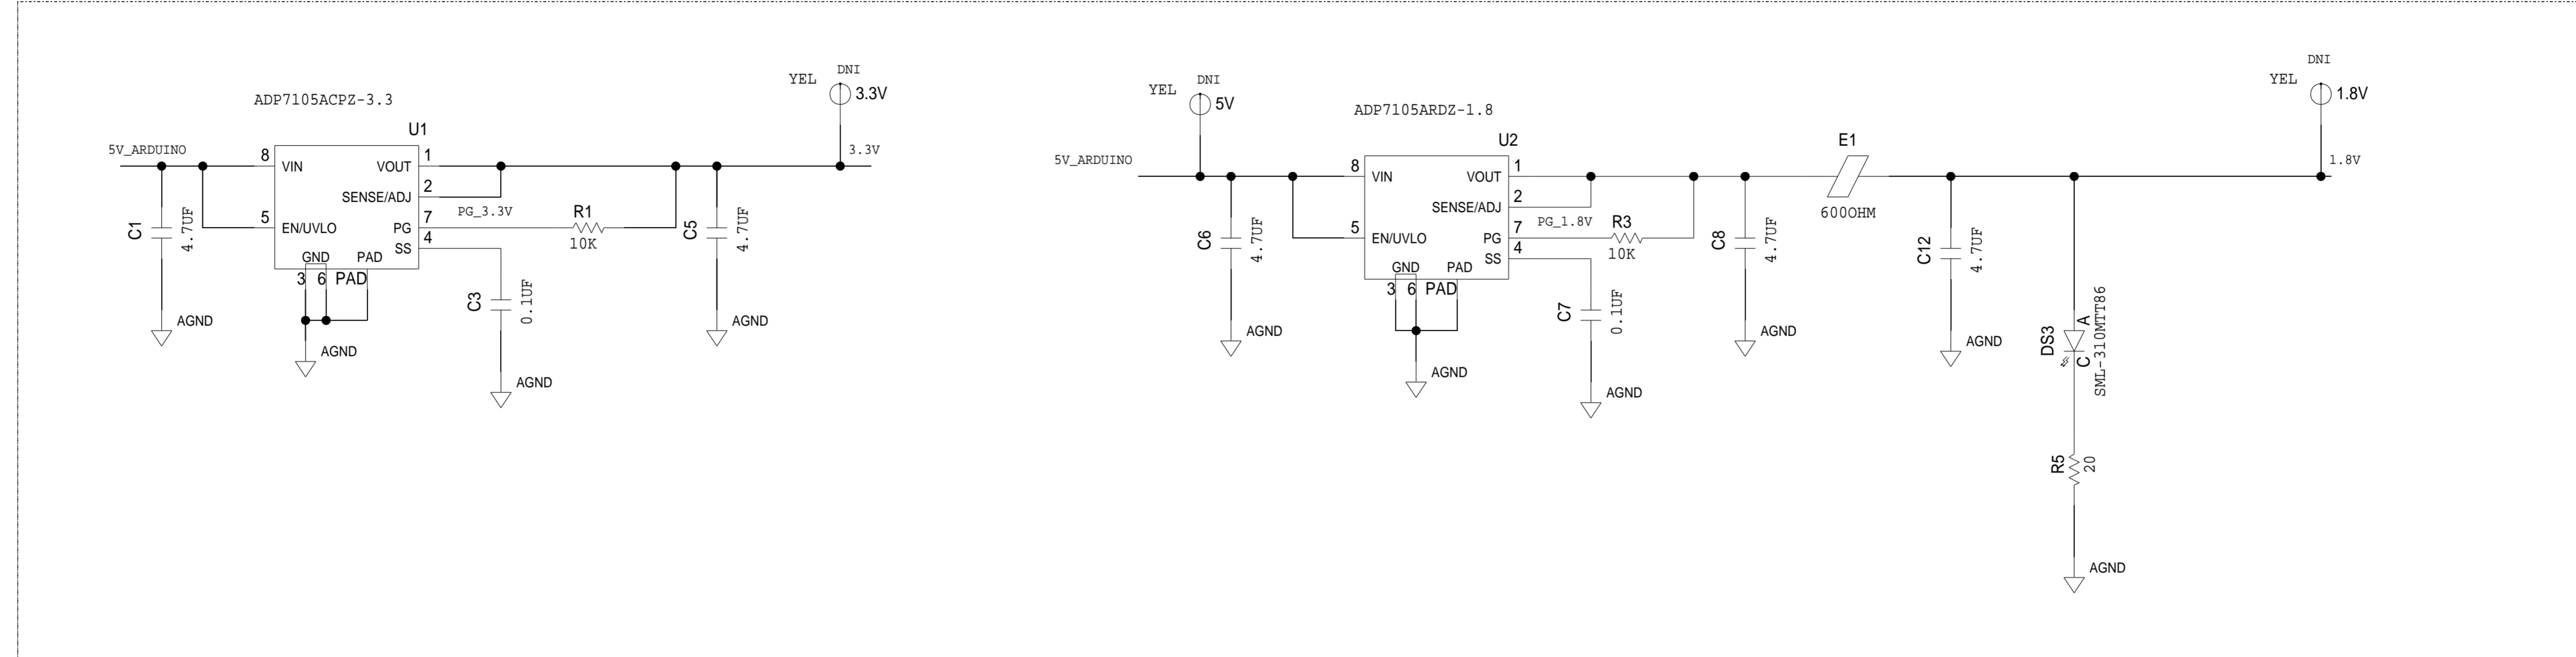 DNI
YEL
3.3V
ADP7105ACPZ-3.3
U1
5V_ARDUINO
8
VIN
VOUT
1
3.3V
2
SENSE/ADJ
PG_3.3V
R1
10K
5
EN/UVLO
PG
7
SS
4
GND
PAD
3
6
PAD
C1
4.7UF
AGND
AGND
C3
0.1UF
AGND
C5
4.7UF
AGND
DNI
YEL
5V
ADP7105ARDZ-1.8
U2
5V_ARDUINO
8
VIN
VOUT
1
2
SENSE/ADJ
PG_1.8V
R3
10K
5
EN/UVLO
PG
7
SS
4
GND
PAD
3
6
PAD
C6
4.7UF
AGND
AGND
C7
0.1UF
AGND
C8
4.7UF
AGND
E1
600OHM
C12
4.7UF
AGND
DNI
YEL
1.8V
1.8V
DS3
A
C
SML-310MTT86
R5
20
AGND